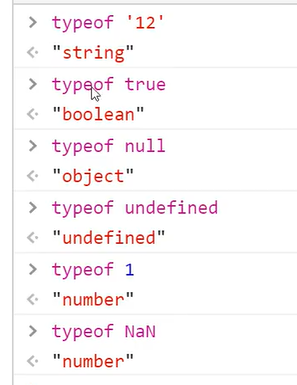 typeof '12'
"string"
typeof true
"boolean"
typeof null
"object"
typeof undefined
"undefined"
typeof 1
"number"
typeof NaN
"number"